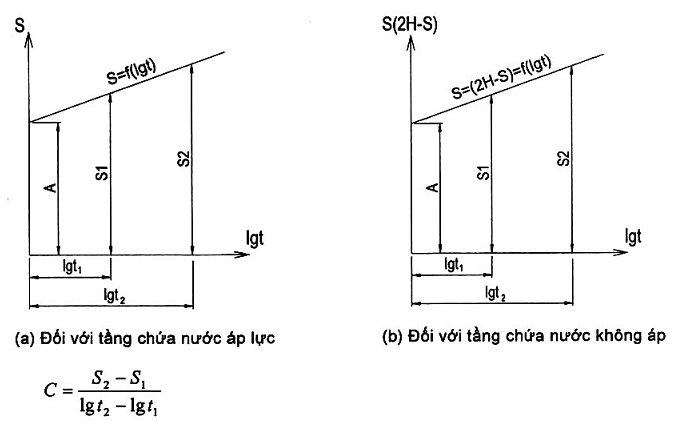 S
S=f(lgt)
A
S1
S2
lgt
lgt₁
lgt₂
(a) Đối với tầng chứa nước áp lực
S(2H-S)
S=(2H-S)=f(lgt)
A
S1
S2
lgt
lgt₁
lgt₂
(b) Đối với tầng chứa nước không áp
C = (S₂ − S₁) / (lg t₂ − lg t₁)